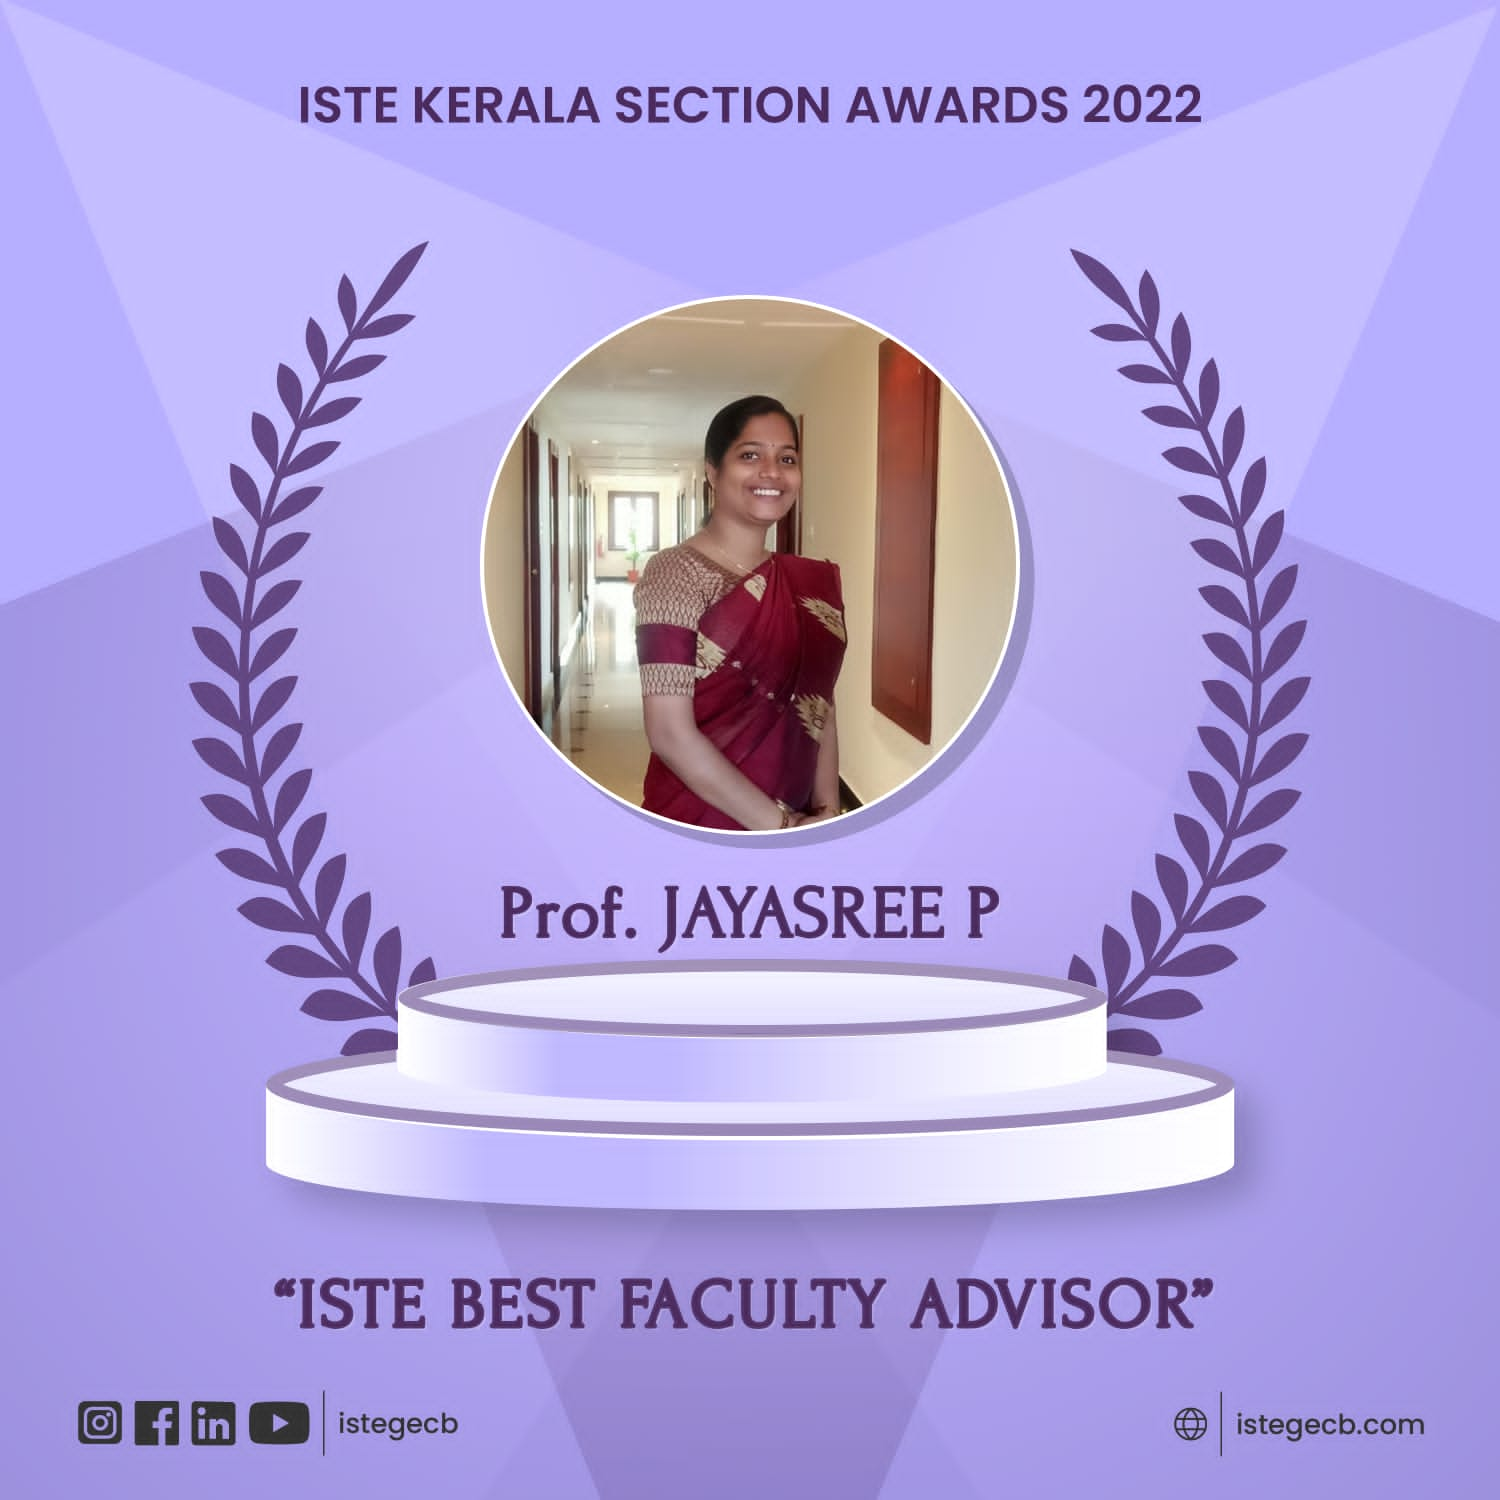 ISTE KERALA SECTION AWARDS 2022
Prof. JAYASREE P
“ISTE BEST FACULTY ADVISOR”
istegecb
istegecb.com